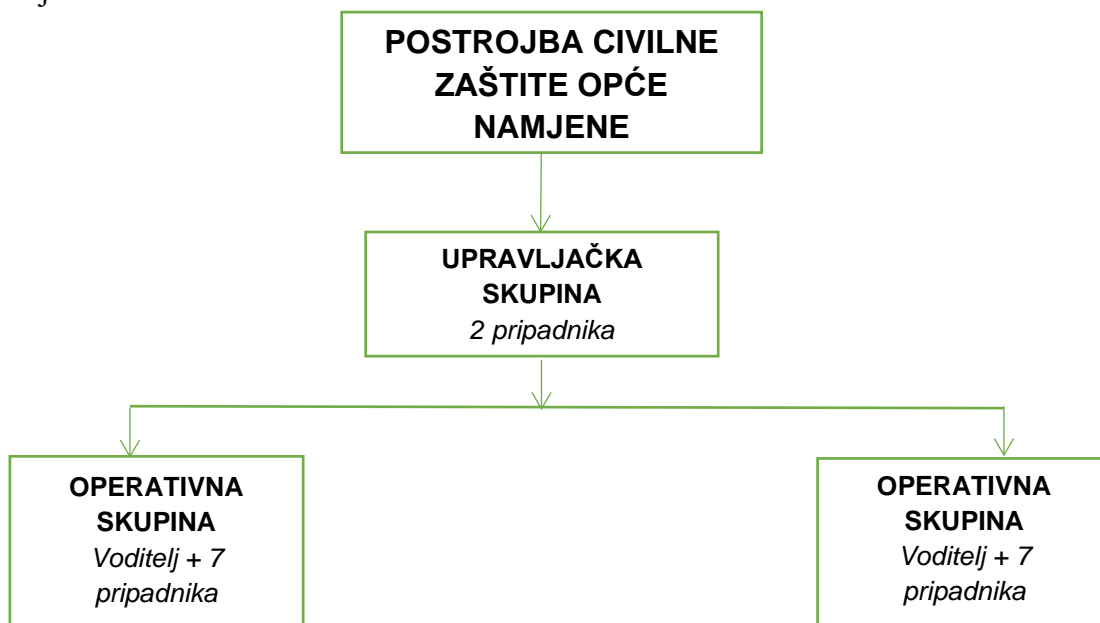 j
POSTROJBA CIVILNE
ZAŠTITE OPĆE
NAMJENE
UPRAVLJAČKA
SKUPINA
2 pripadnika
OPERATIVNA
SKUPINA
Voditelj + 7
pripadnika
OPERATIVNA
SKUPINA
Voditelj + 7
pripadnika